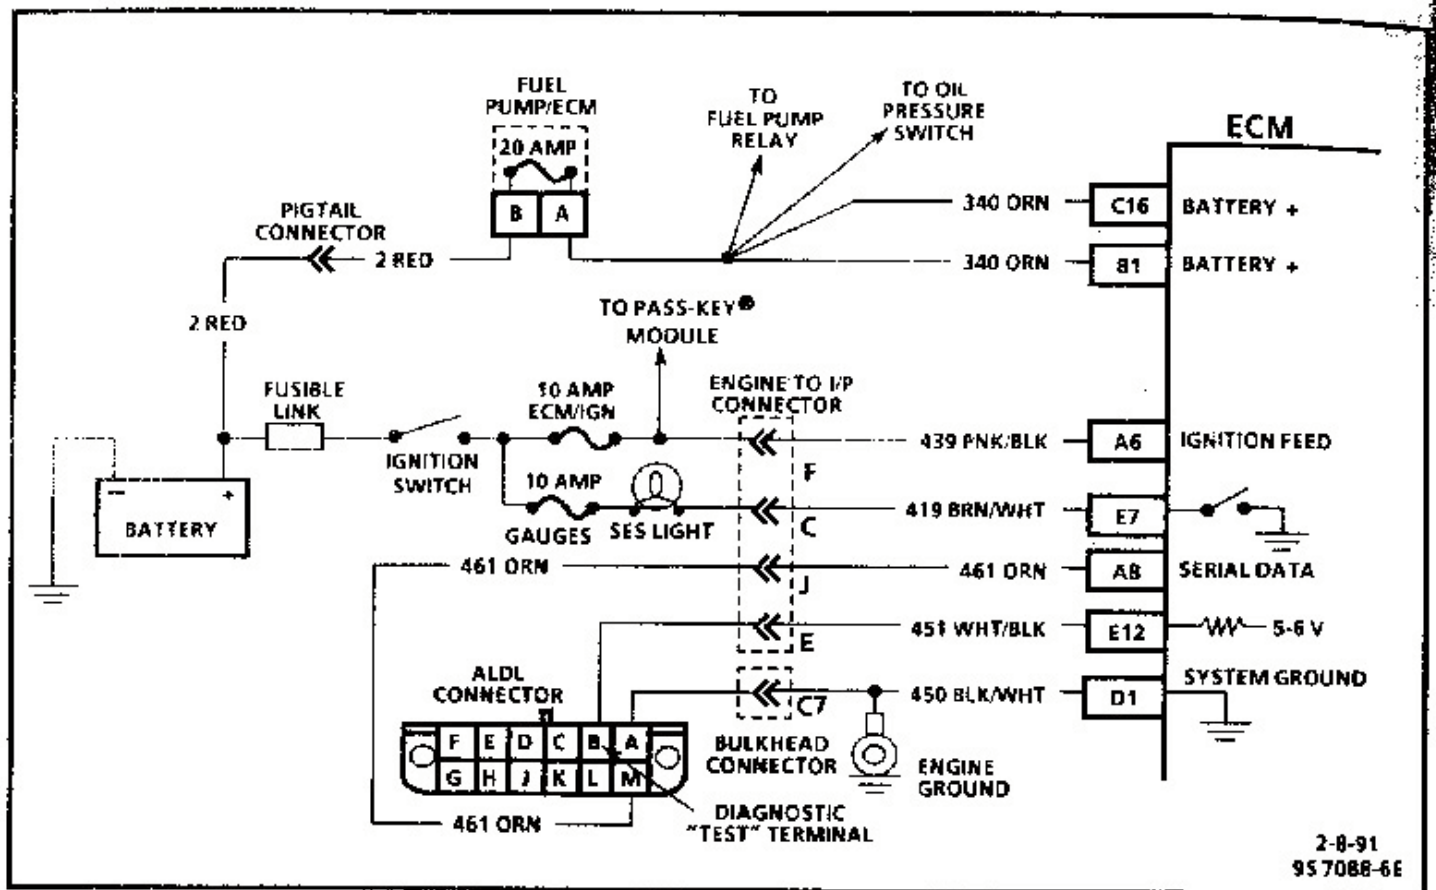 FUEL
PUMP/ECM
20 AMP
B A
TO
FUEL PUMP
RELAY
TO OIL
PRESSURE
SWITCH
ECM
PIGTAIL
CONNECTOR
2 RED
340 ORN
C16
BATTERY +
340 ORN
B1
BATTERY +
2 RED
TO PASS-KEY®
MODULE
FUSIBLE
LINK
10 AMP
ECM/IGN
ENGINE TO I/P
CONNECTOR
IGNITION
SWITCH
439 PNK/BLK
A6
IGNITION FEED
F
10 AMP
GAUGES
SES LIGHT
C
419 BRN/WHT
E7
− +
BATTERY
461 ORN
J
461 ORN
A8
SERIAL DATA
E
451 WHT/BLK
E12
5-6 V
ALDL
CONNECTOR
C7
450 BLK/WHT
D1
SYSTEM GROUND
F E D C B A
G H J K L M
BULKHEAD
CONNECTOR
ENGINE
GROUND
461 ORN
DIAGNOSTIC
"TEST" TERMINAL
2-8-91
9S 7088-6E